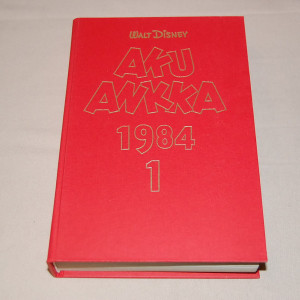 WALT DISNEY
AKU
ANKKA
1984
1